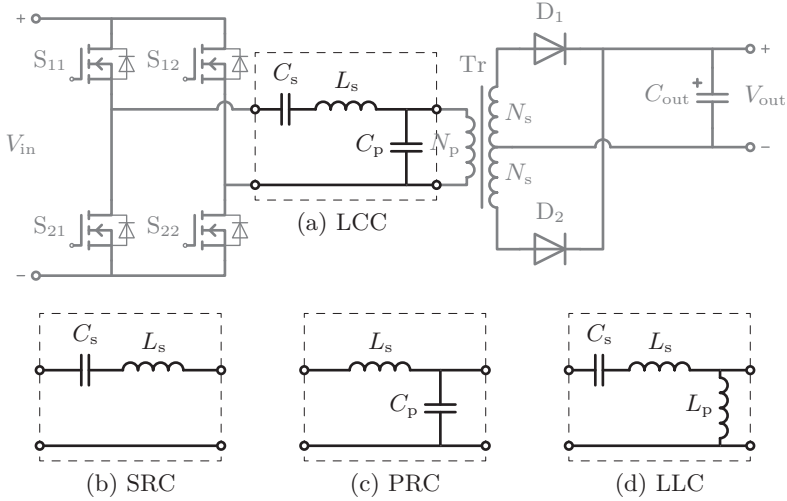 +
S₁₁
S₁₂
Cₛ
Lₛ
Tr
D₁
+
Cₚ
Nₚ
Nₛ
Cₒᵤₜ
+
Vₒᵤₜ
Vᵢₙ
Nₛ
−
S₂₁
S₂₂
(a) LCC
D₂
−
Cₛ
Lₛ
Lₛ
Cₛ
Lₛ
Cₚ
Lₚ
(b) SRC
(c) PRC
(d) LLC